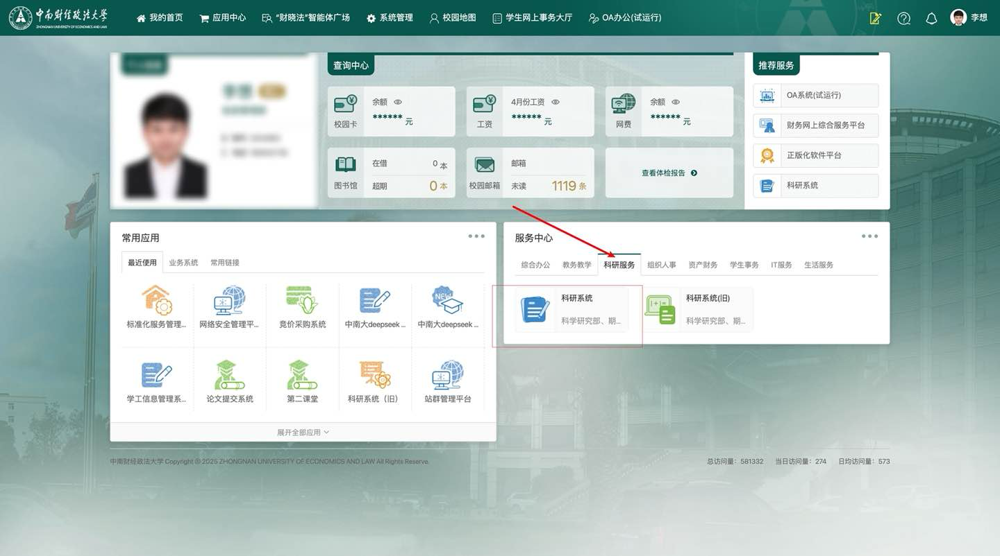 中南财经政法大学
ZHONGNAN UNIVERSITY OF ECONOMICS AND LAW
我的首页
应用中心
“财晓法”智能体广场
系统管理
校园地图
学生网上事务大厅
OA办公(试运行)
李想
查询中心
校园卡
余额
****** 元
工资
4月份工资
****** 元
网费
余额
****** 元
图书馆
在借 0 本
超期 0 本
校园邮箱
邮箱
未读 1119 条
查看体检报告
推荐服务
OA系统(试运行)
财务网上综合服务平台
正版化软件平台
科研系统
常用应用
最近使用 业务系统 常用链接
标准化服务管理...
网络安全管理平...
竞价采购系统
中南大deepseek ...
NEW
中南大deepseek ...
学工信息管理系...
论文提交系统
第二课堂
科研系统（旧）
站群管理平台
展开全部应用
服务中心
综合办公 教务教学 科研服务 组织人事 资产财务 学生事务 IT服务 生活服务
科研系统
科学研究部、期...
科研系统(旧)
科学研究部、期...
中南财经政法大学 Copyright © 2025 ZHONGNAN UNIVERSITY OF ECONOMICS AND LAW All Rights Reserve.
总访问量：581332 当日访问量：274 日均访问量：573